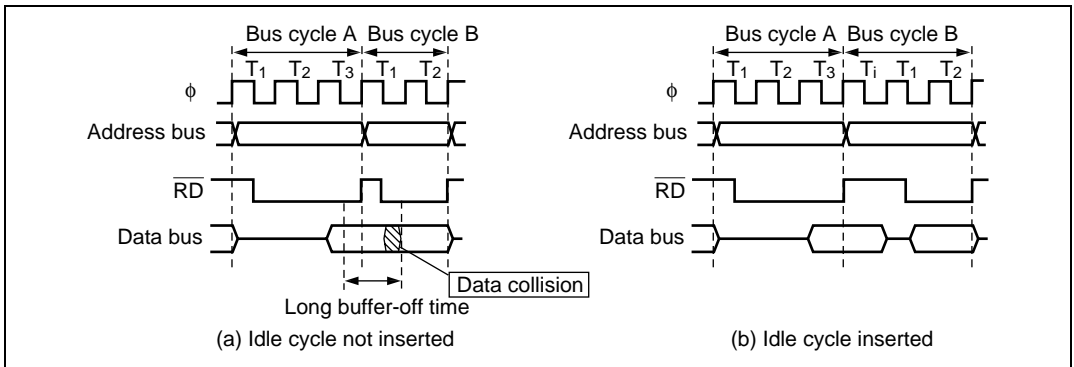 Bus cycle A Bus cycle B
T1 T2 T3 T1 T2
ϕ
Address bus
RD
Data bus
Data collision
Long buffer-off time
(a) Idle cycle not inserted
Bus cycle A Bus cycle B
T1 T2 T3 Ti T1 T2
ϕ
Address bus
RD
Data bus
(b) Idle cycle inserted